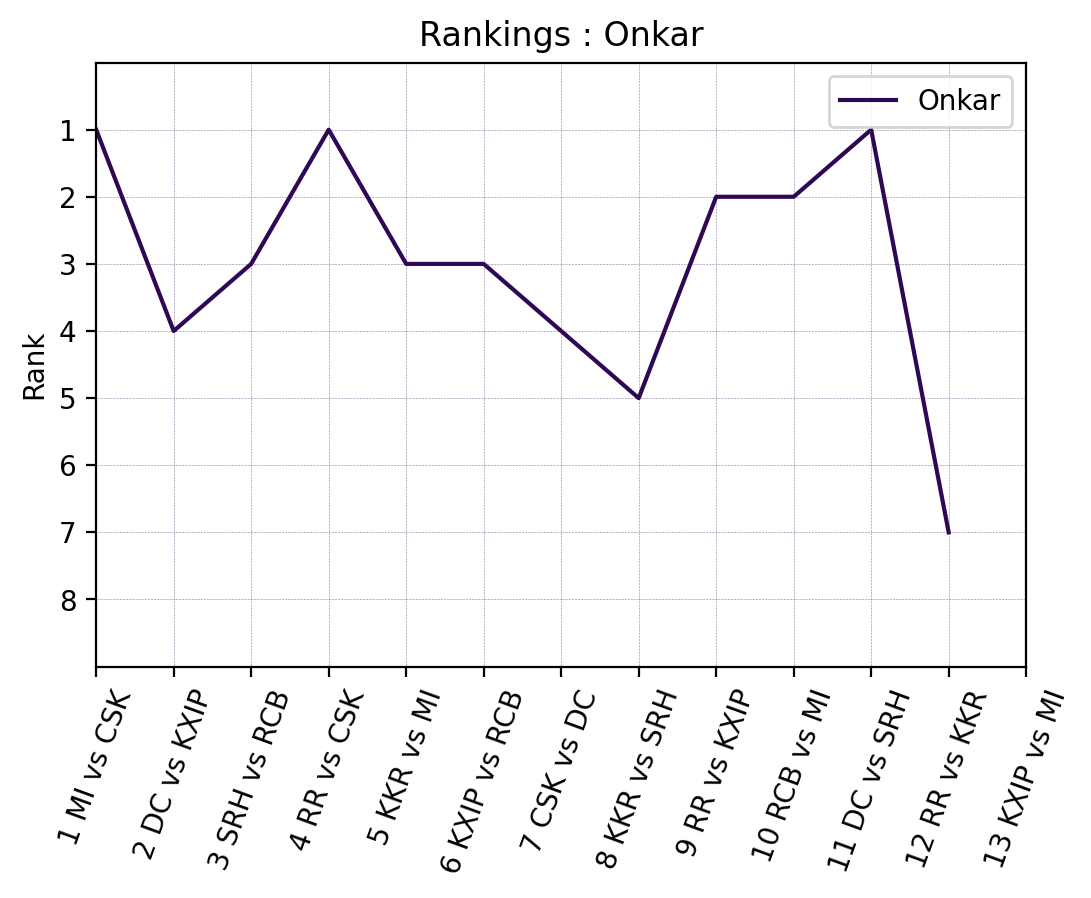 Rankings : Onkar
Onkar
Rank
1
2
3
4
5
6
7
8
1 MI vs CSK
2 DC vs KXIP
3 SRH vs RCB
4 RR vs CSK
5 KKR vs MI
6 KXIP vs RCB
7 CSK vs DC
8 KKR vs SRH
9 RR vs KXIP
10 RCB vs MI
11 DC vs SRH
12 RR vs KKR
13 KXIP vs MI